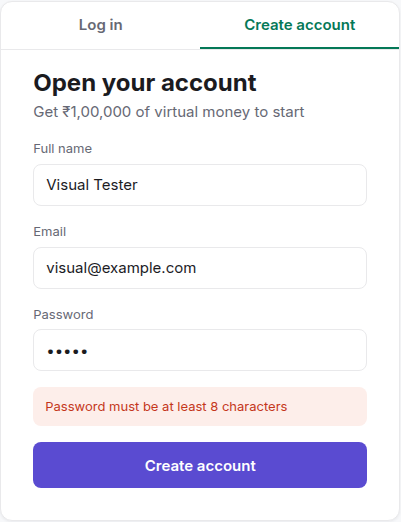 Log in
Create account
Open your account
Get ₹1,00,000 of virtual money to start
Full name
Visual Tester
Email
visual@example.com
Password
•••••
Password must be at least 8 characters
Create account